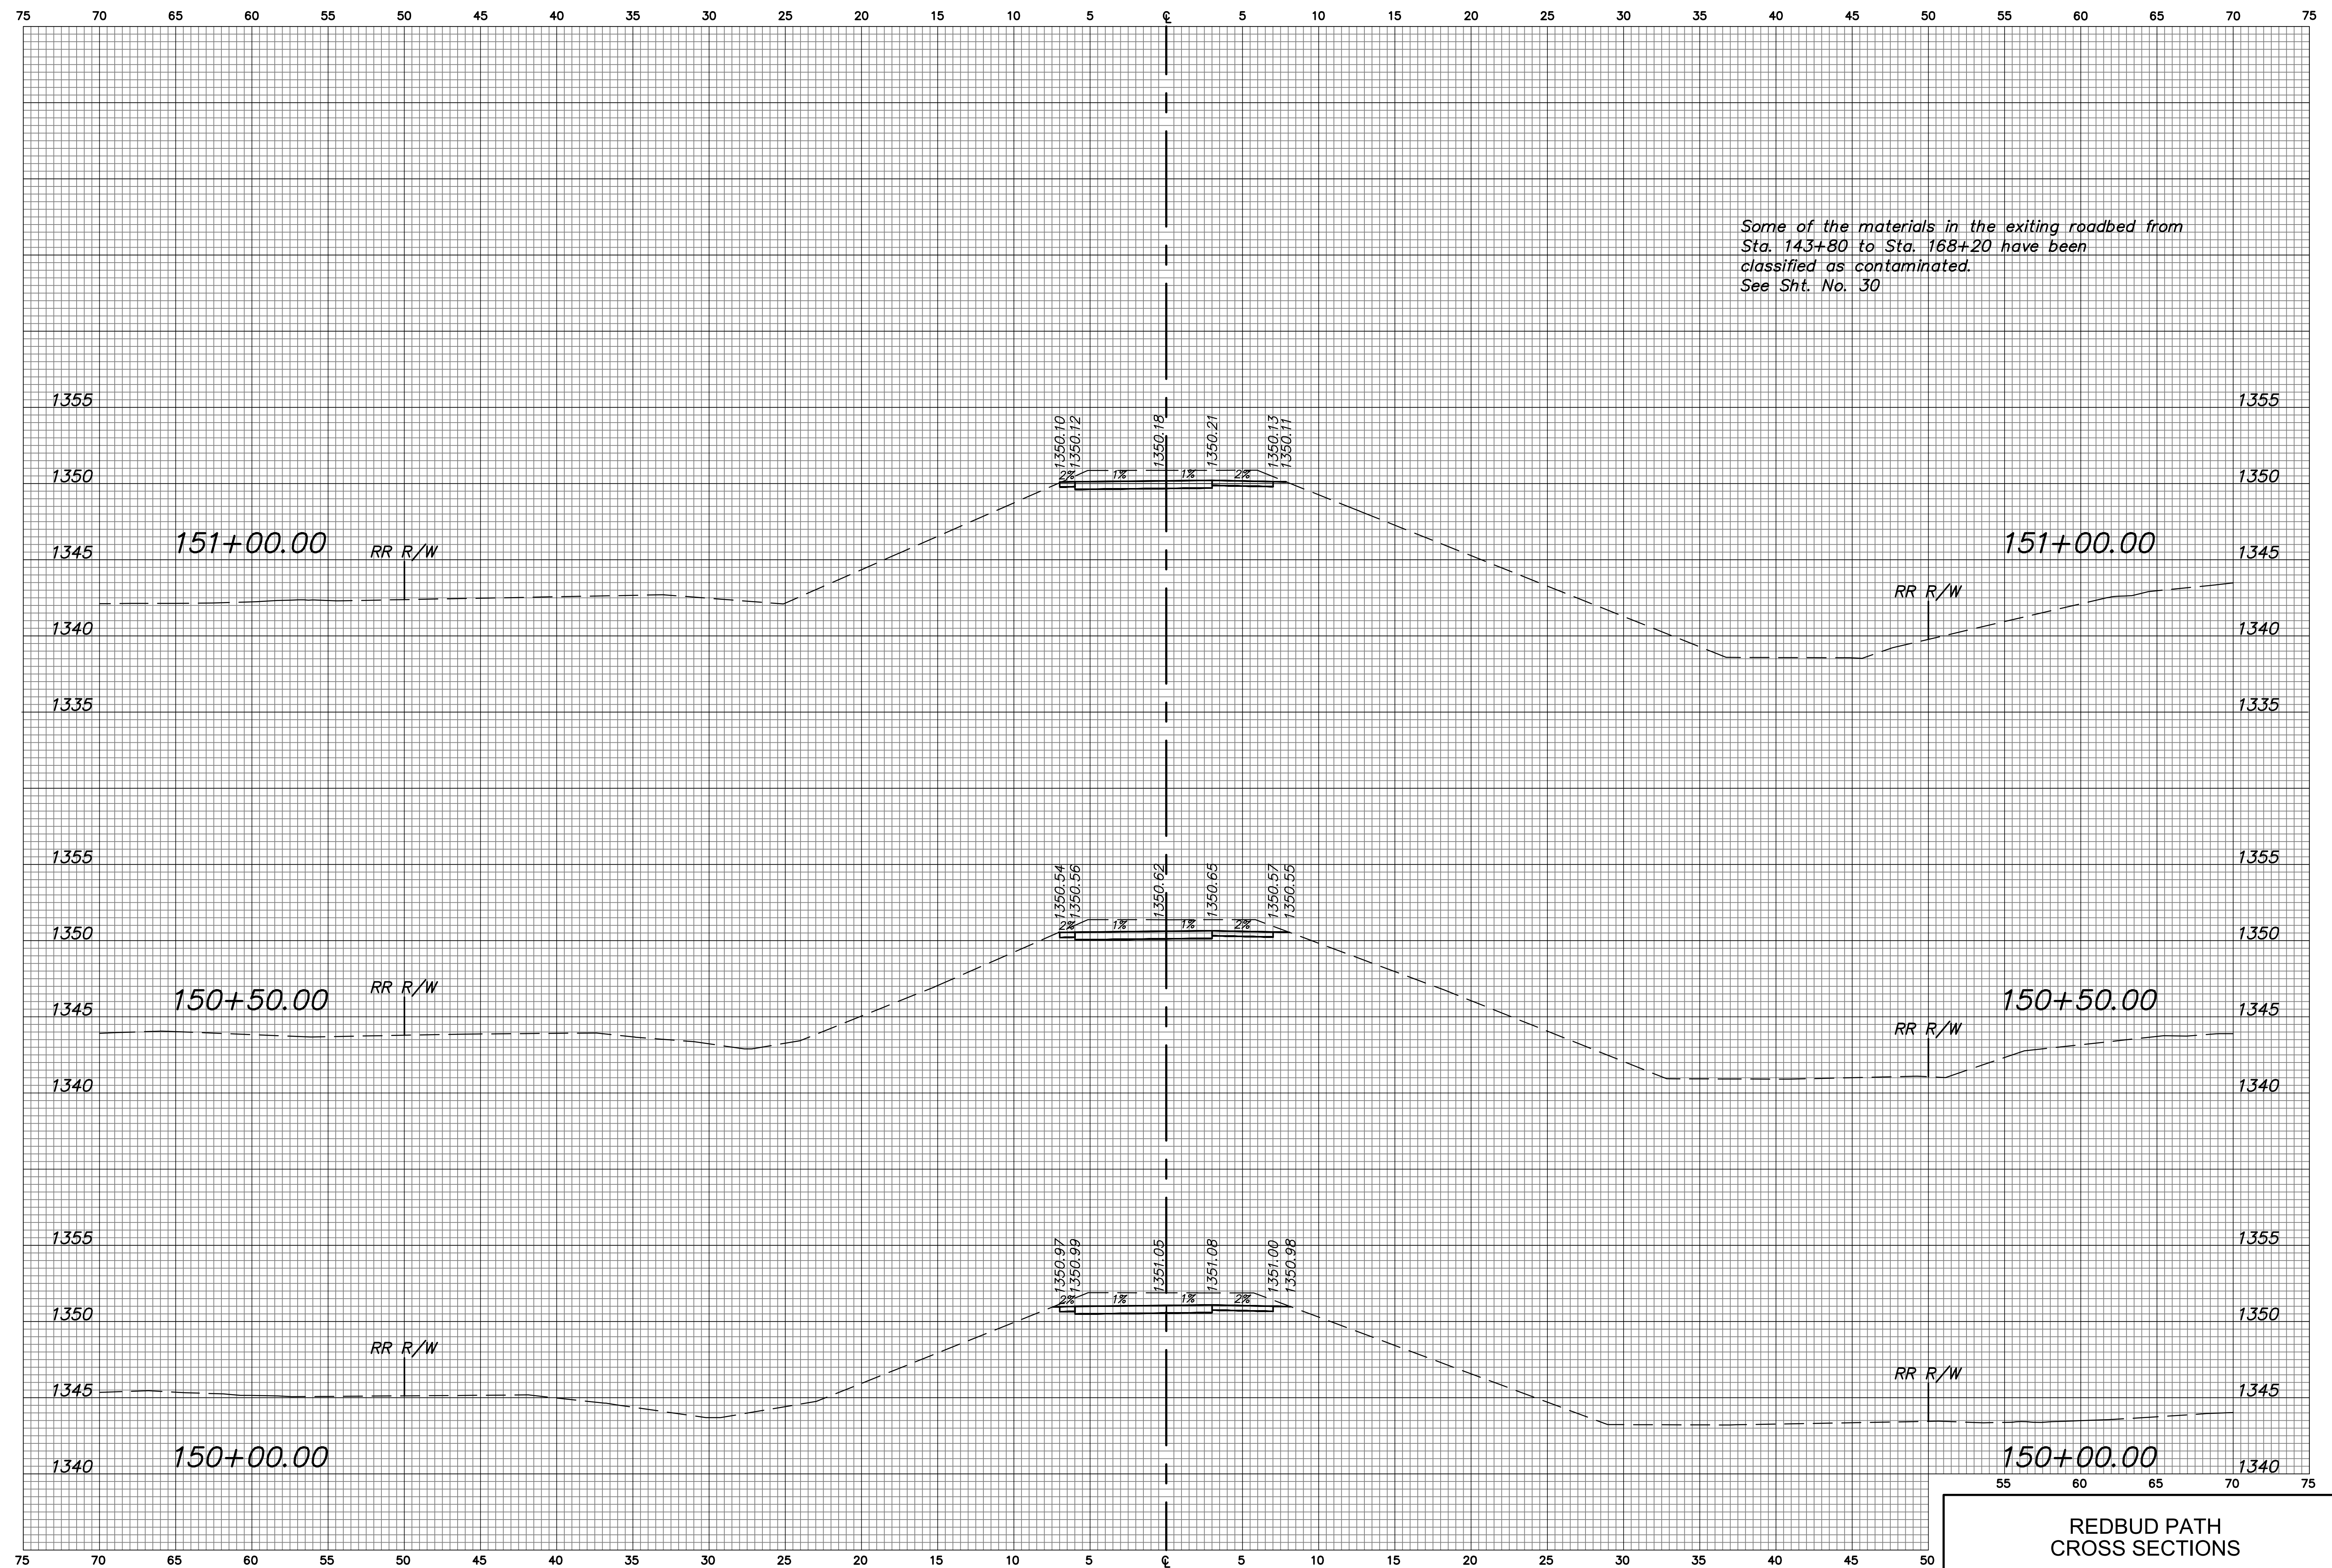 75 70 65 60 55 50 45 40 35 30 25 20 15 10 5 ℄ 5 10 15 20 25 30 35 40 45 50 55 60 65 70 75
Some of the materials in the exiting roadbed from
Sta. 143+80 to Sta. 168+20 have been
classified as contaminated.
See Sht. No. 30
1355 1355
1350.10 1350.12 1350.18 1350.21 1350.13 1350.11
1350 2% 1% 1% 2% 1350
151+00.00 151+00.00
1345 RR R/W 1345
RR R/W
1340 1340
1335 1335
1355 1355
1350.54 1350.56 1350.62 1350.65 1350.57 1350.55
1350 2% 1% 1% 2% 1350
RR R/W
150+50.00 150+50.00
1345 1345
RR R/W
1340 1340
1355 1355
1350.97 1350.99 1351.05 1351.08 1351.00 1350.98
2% 1% 1% 2%
1350 1350
RR R/W
RR R/W
1345 1345
150+00.00 150+00.00
1340 1340
55 60 65 70 75
REDBUD PATH
CROSS SECTIONS
75 70 65 60 55 50 45 40 35 30 25 20 15 10 5 ℄ 5 10 15 20 25 30 35 40 45 50